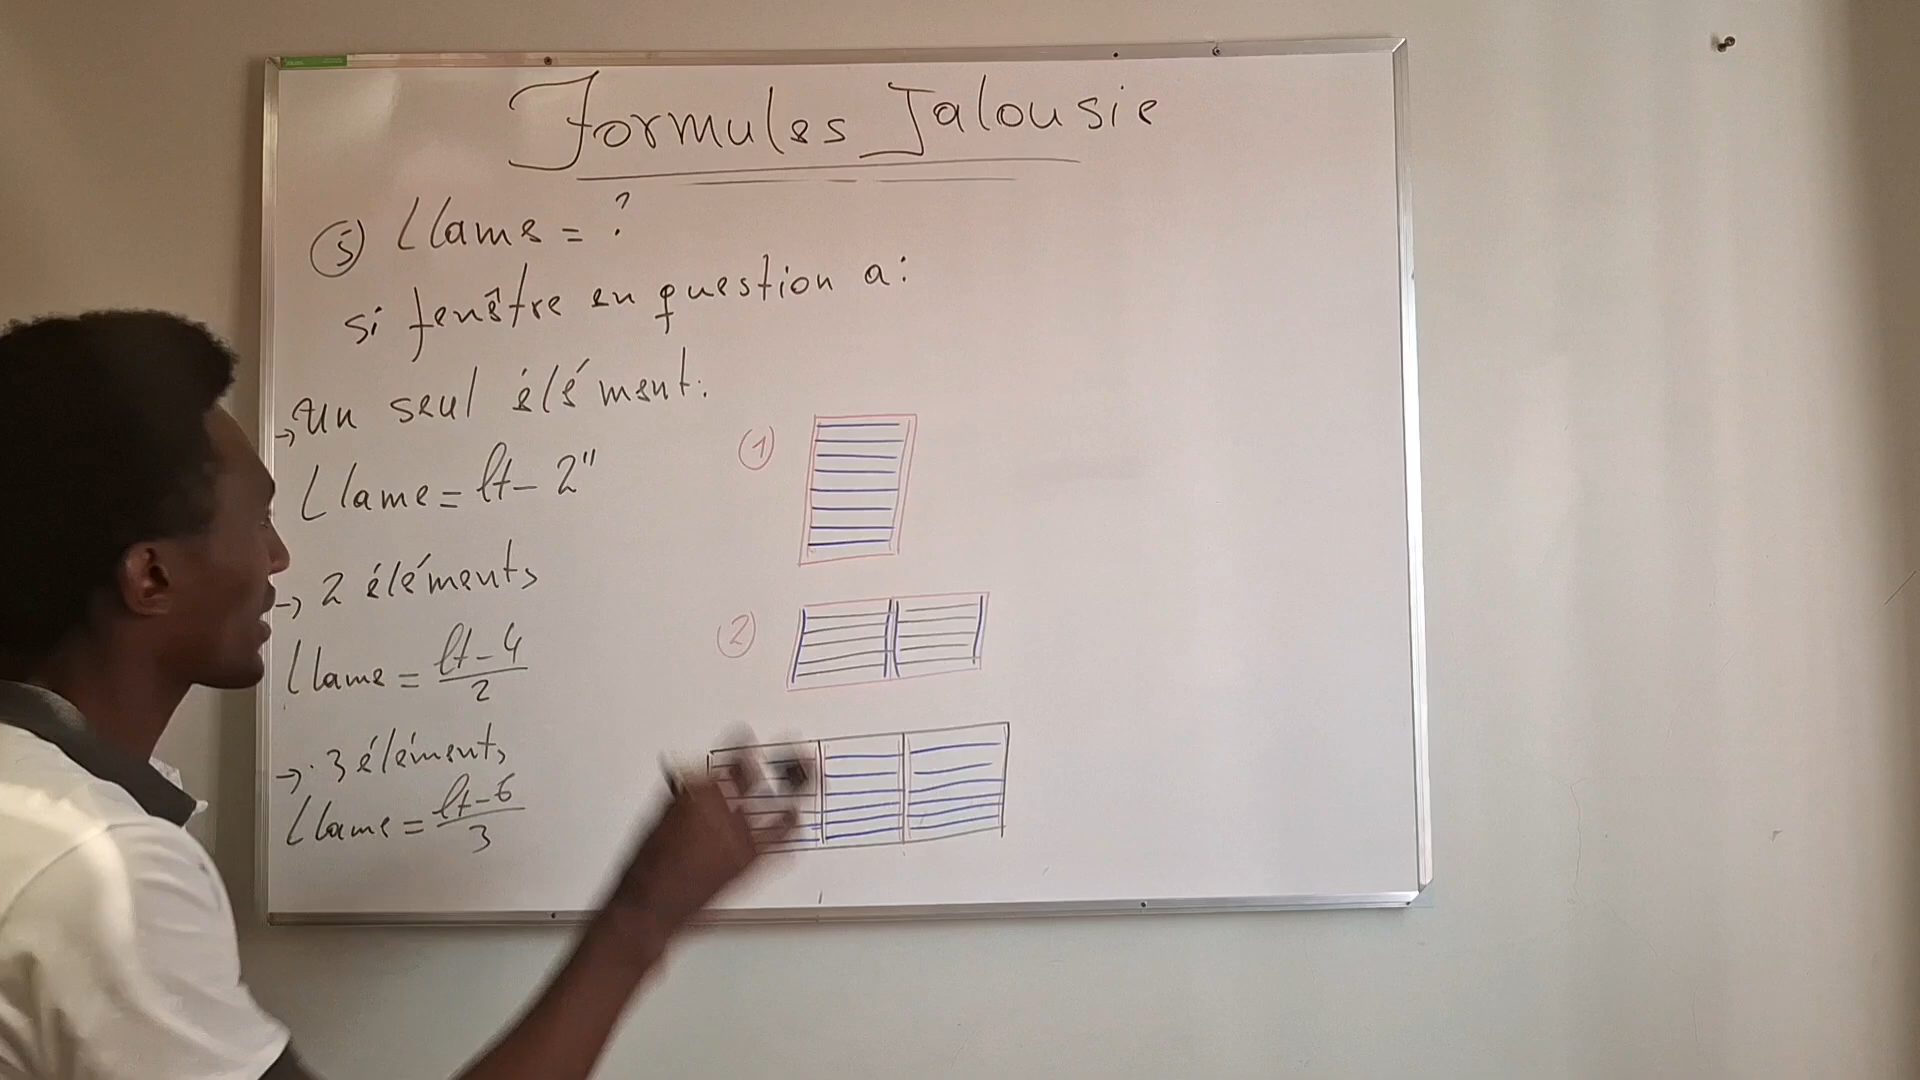 Formules Jalousie
5 Llame = ?
si fenêtre en question a:
→ un seul élément:
Llame = lt - 2"
→ 2 éléments
Llame = lt - 4 / 2
→ 3 éléments
Llame = lt - 6 / 3
1
2